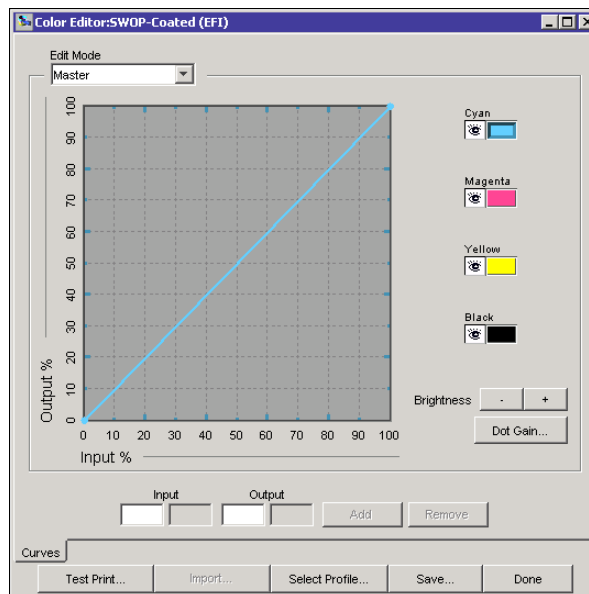 Color Editor:SWOP-Coated (EFI)
Edit Mode
Master
100
90
80
70
60
50
40
30
20
10
0
Output %
0 10 20 30 40 50 60 70 80 90 100
Input %
Cyan
Magenta
Yellow
Black
Brightness - +
Dot Gain...
Input Output
Add Remove
Curves
Test Print... Import... Select Profile... Save... Done